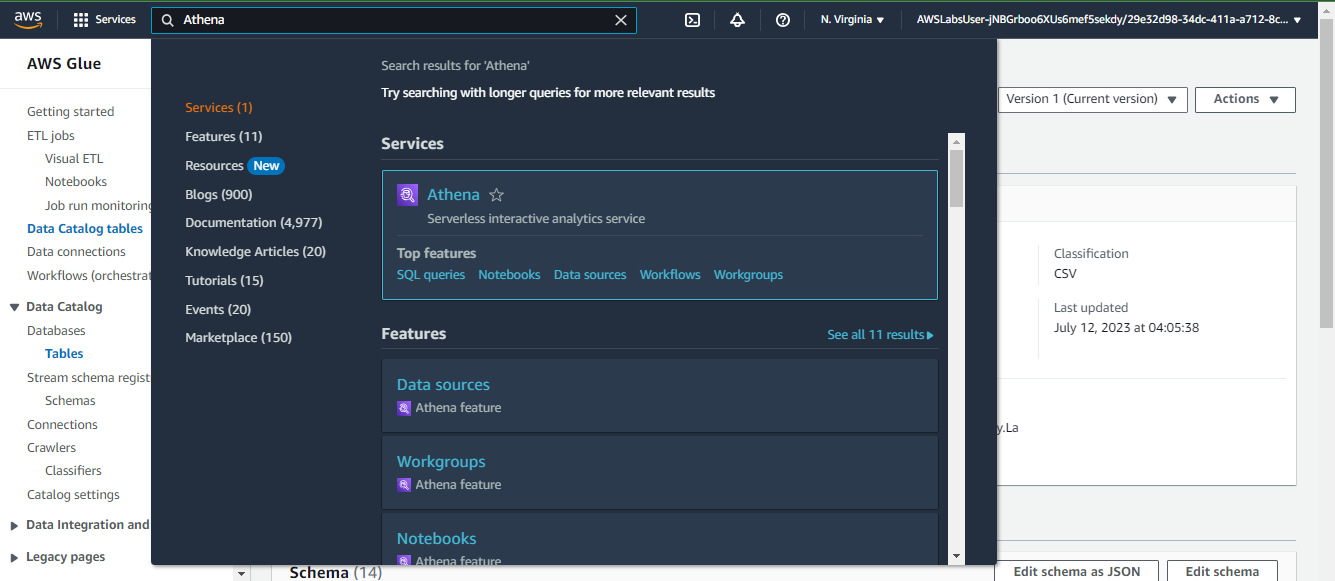 aws
Services
Athena
N. Virginia
AWSLabsUser-jNBGrboo6XUs6mef5sekdy/29e32d98-34dc-411a-a712-8c...
AWS Glue
Getting started
ETL jobs
Visual ETL
Notebooks
Job run monitoring
Data Catalog tables
Data connections
Workflows (orchestrat
Data Catalog
Databases
Tables
Stream schema regist
Schemas
Connections
Crawlers
Classifiers
Catalog settings
Data Integration and
Legacy pages
Services (1)
Features (11)
Resources New
Blogs (900)
Documentation (4,977)
Knowledge Articles (20)
Tutorials (15)
Events (20)
Marketplace (150)
Search results for 'Athena'
Try searching with longer queries for more relevant results
Services
Athena
Serverless interactive analytics service
Top features
SQL queries Notebooks Data sources Workflows Workgroups
Features See all 11 results
Data sources
Athena feature
Workgroups
Athena feature
Notebooks
Athena feature
Version 1 (Current version) Actions
Classification
CSV
Last updated
July 12, 2023 at 04:05:38
y.La
Schema (14)
Edit schema as JSON Edit schema